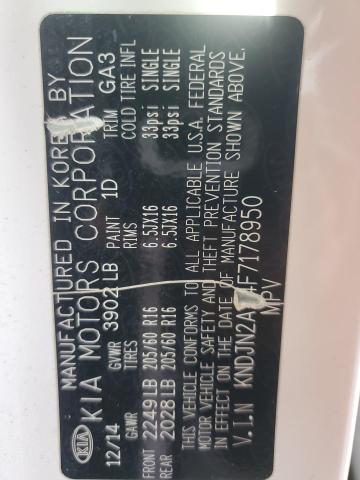 MANUFACTURED IN KOREA BY
KIA KIA MOTORS CORPORATION
12/14 GVWR 3902 LB PAINT 1D TRIM GA3
GAWR TIRES RIMS COLD TIRE INFL
FRONT 2249 LB 205/60 R16 6.5JX16 33psi SINGLE
REAR 2028 LB 205/60 R16 6.5JX16 33psi SINGLE
THIS VEHICLE CONFORMS TO ALL APPLICABLE U.S.A. FEDERAL
MOTOR VEHICLE SAFETY AND THEFT PREVENTION STANDARDS
IN EFFECT ON THE DATE OF MANUFACTURE SHOWN ABOVE.
V.I.N KNDJN2A F7178950
MPV